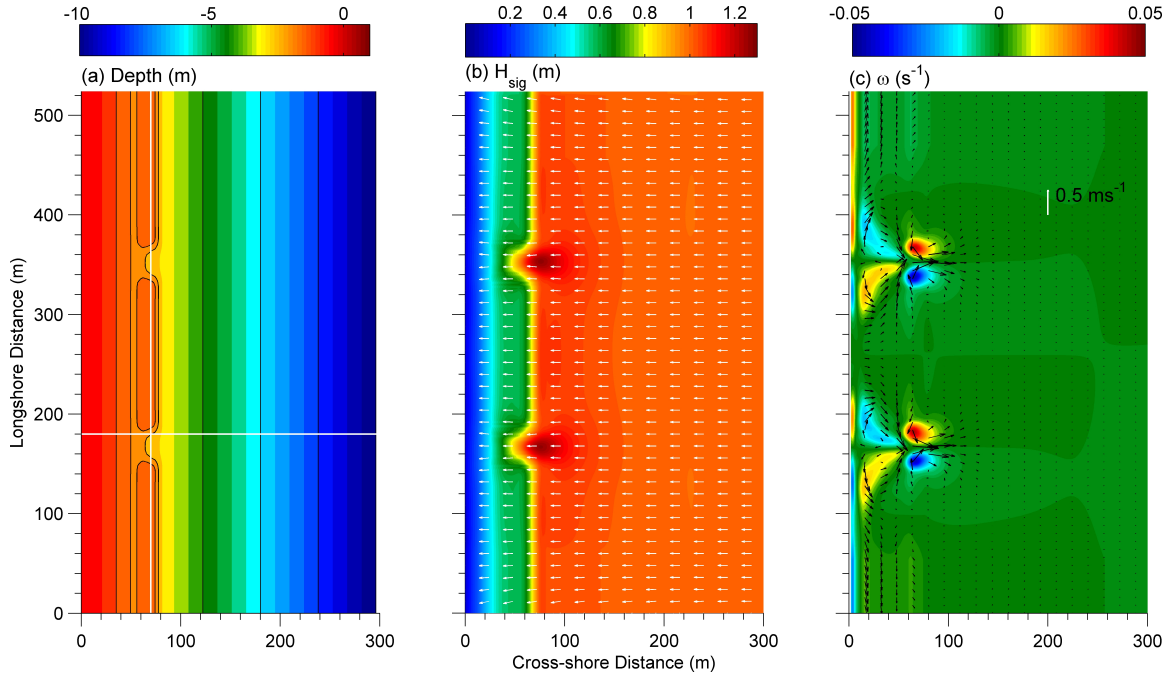 -10 -5 0
0.2 0.4 0.6 0.8 1 1.2
-0.05 0 0.05
(a) Depth (m)
(b) H_sig (m)
(c) ω (s⁻¹)
500
400
300
200
100
0
Longshore Distance (m)
0.5 ms⁻¹
0 100 200 300
0 100 200 300
0 100 200 300
Cross-shore Distance (m)